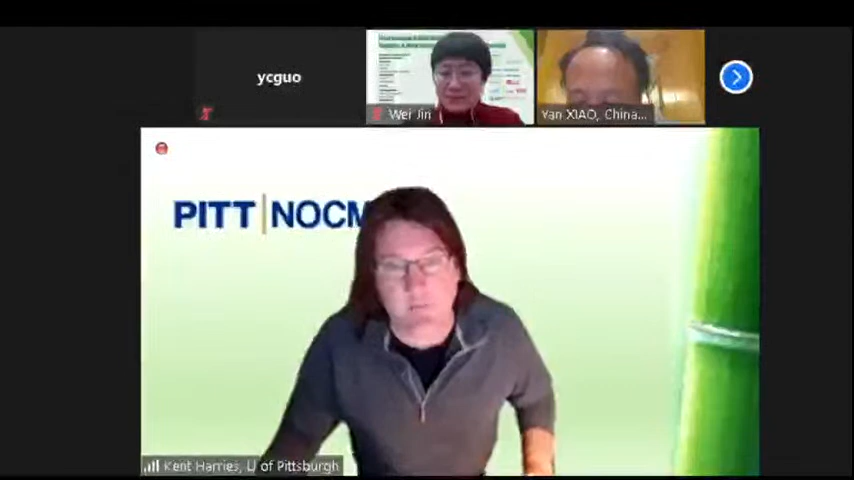 ycguo
Wei Jin
Yan XIAO, China...
PITT NOCM
Kent Harries, U of Pittsburgh